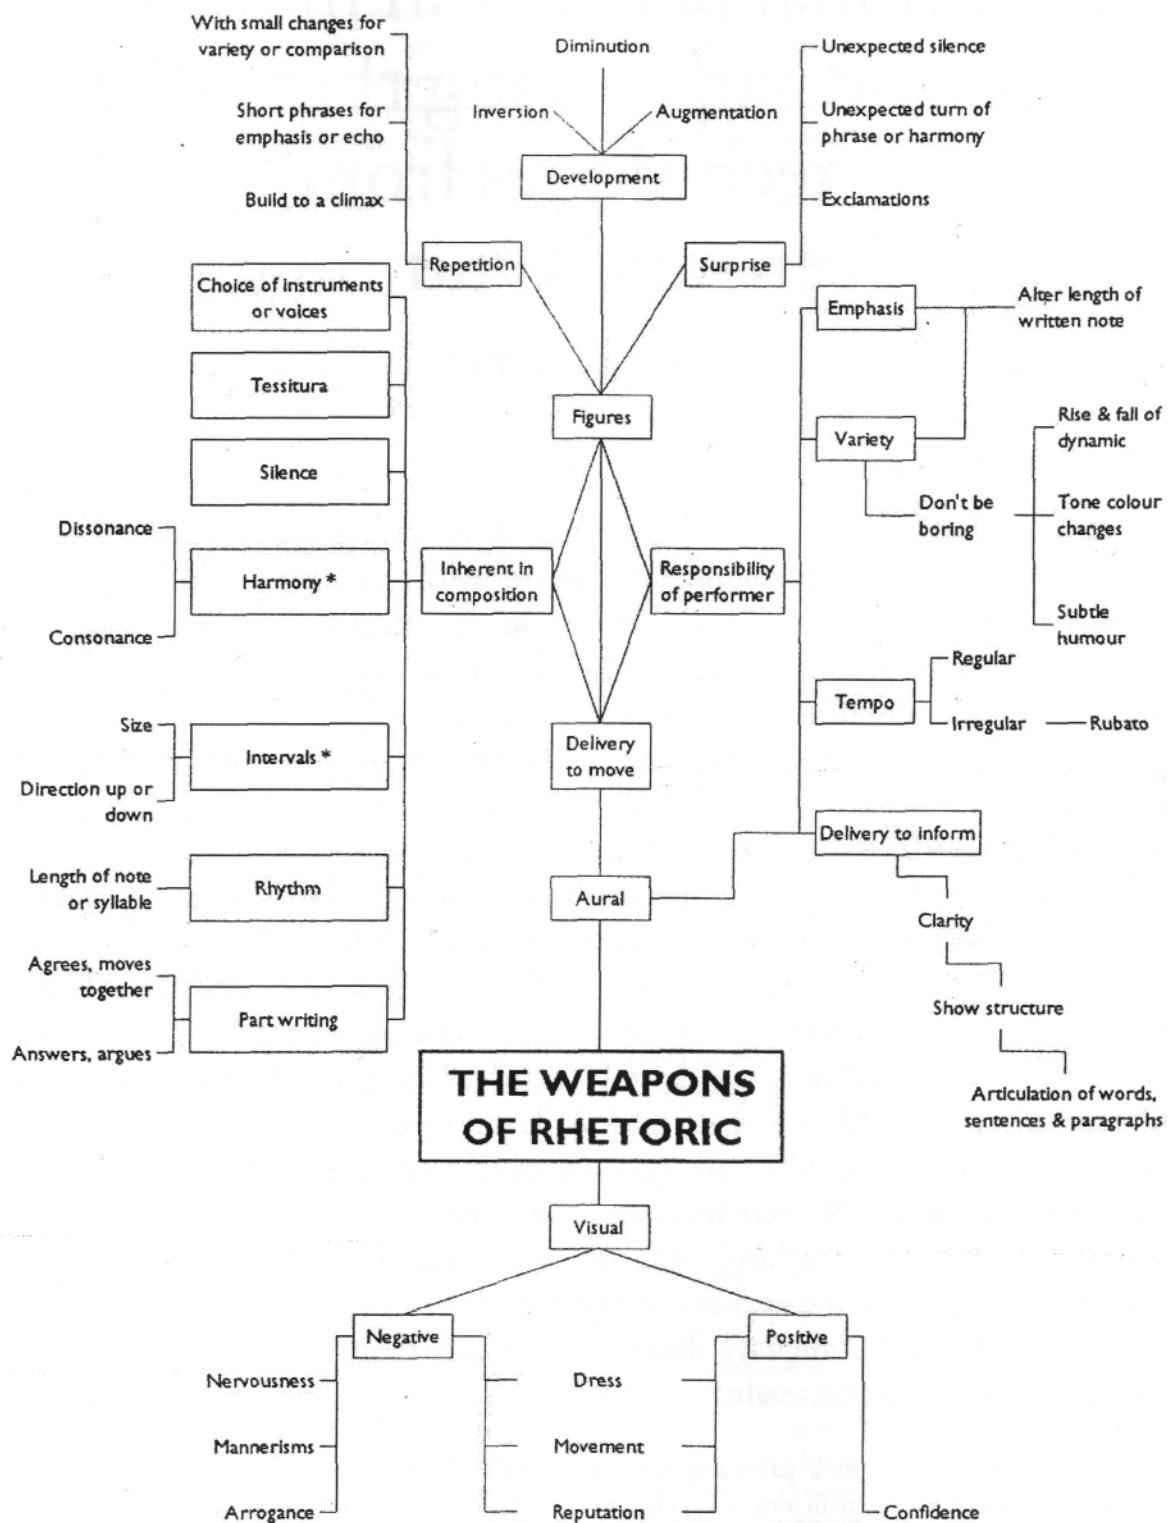 With small changes for
variety or comparison
Diminution
Unexpected silence
Short phrases for
emphasis or echo
Inversion
Augmentation
Unexpected turn of
phrase or harmony
Development
Build to a climax
Exclamations
Repetition
Surprise
Choice of instruments
or voices
Emphasis
Alter length of
written note
Tessitura
Figures
Rise & fall of
dynamic
Variety
Silence
Don't be
boring
Tone colour
changes
Dissonance
Harmony *
Inherent in
composition
Responsibility
of performer
Consonance
Subtle
humour
Regular
Tempo
Size
Irregular
Rubato
Intervals *
Delivery
to move
Direction up or
down
Delivery to inform
Length of note
or syllable
Rhythm
Aural
Clarity
Agrees, moves
together
Part writing
Show structure
Answers, argues
THE WEAPONS
OF RHETORIC
Articulation of words,
sentences & paragraphs
Visual
Negative
Positive
Nervousness
Dress
Mannerisms
Movement
Arrogance
Reputation
Confidence